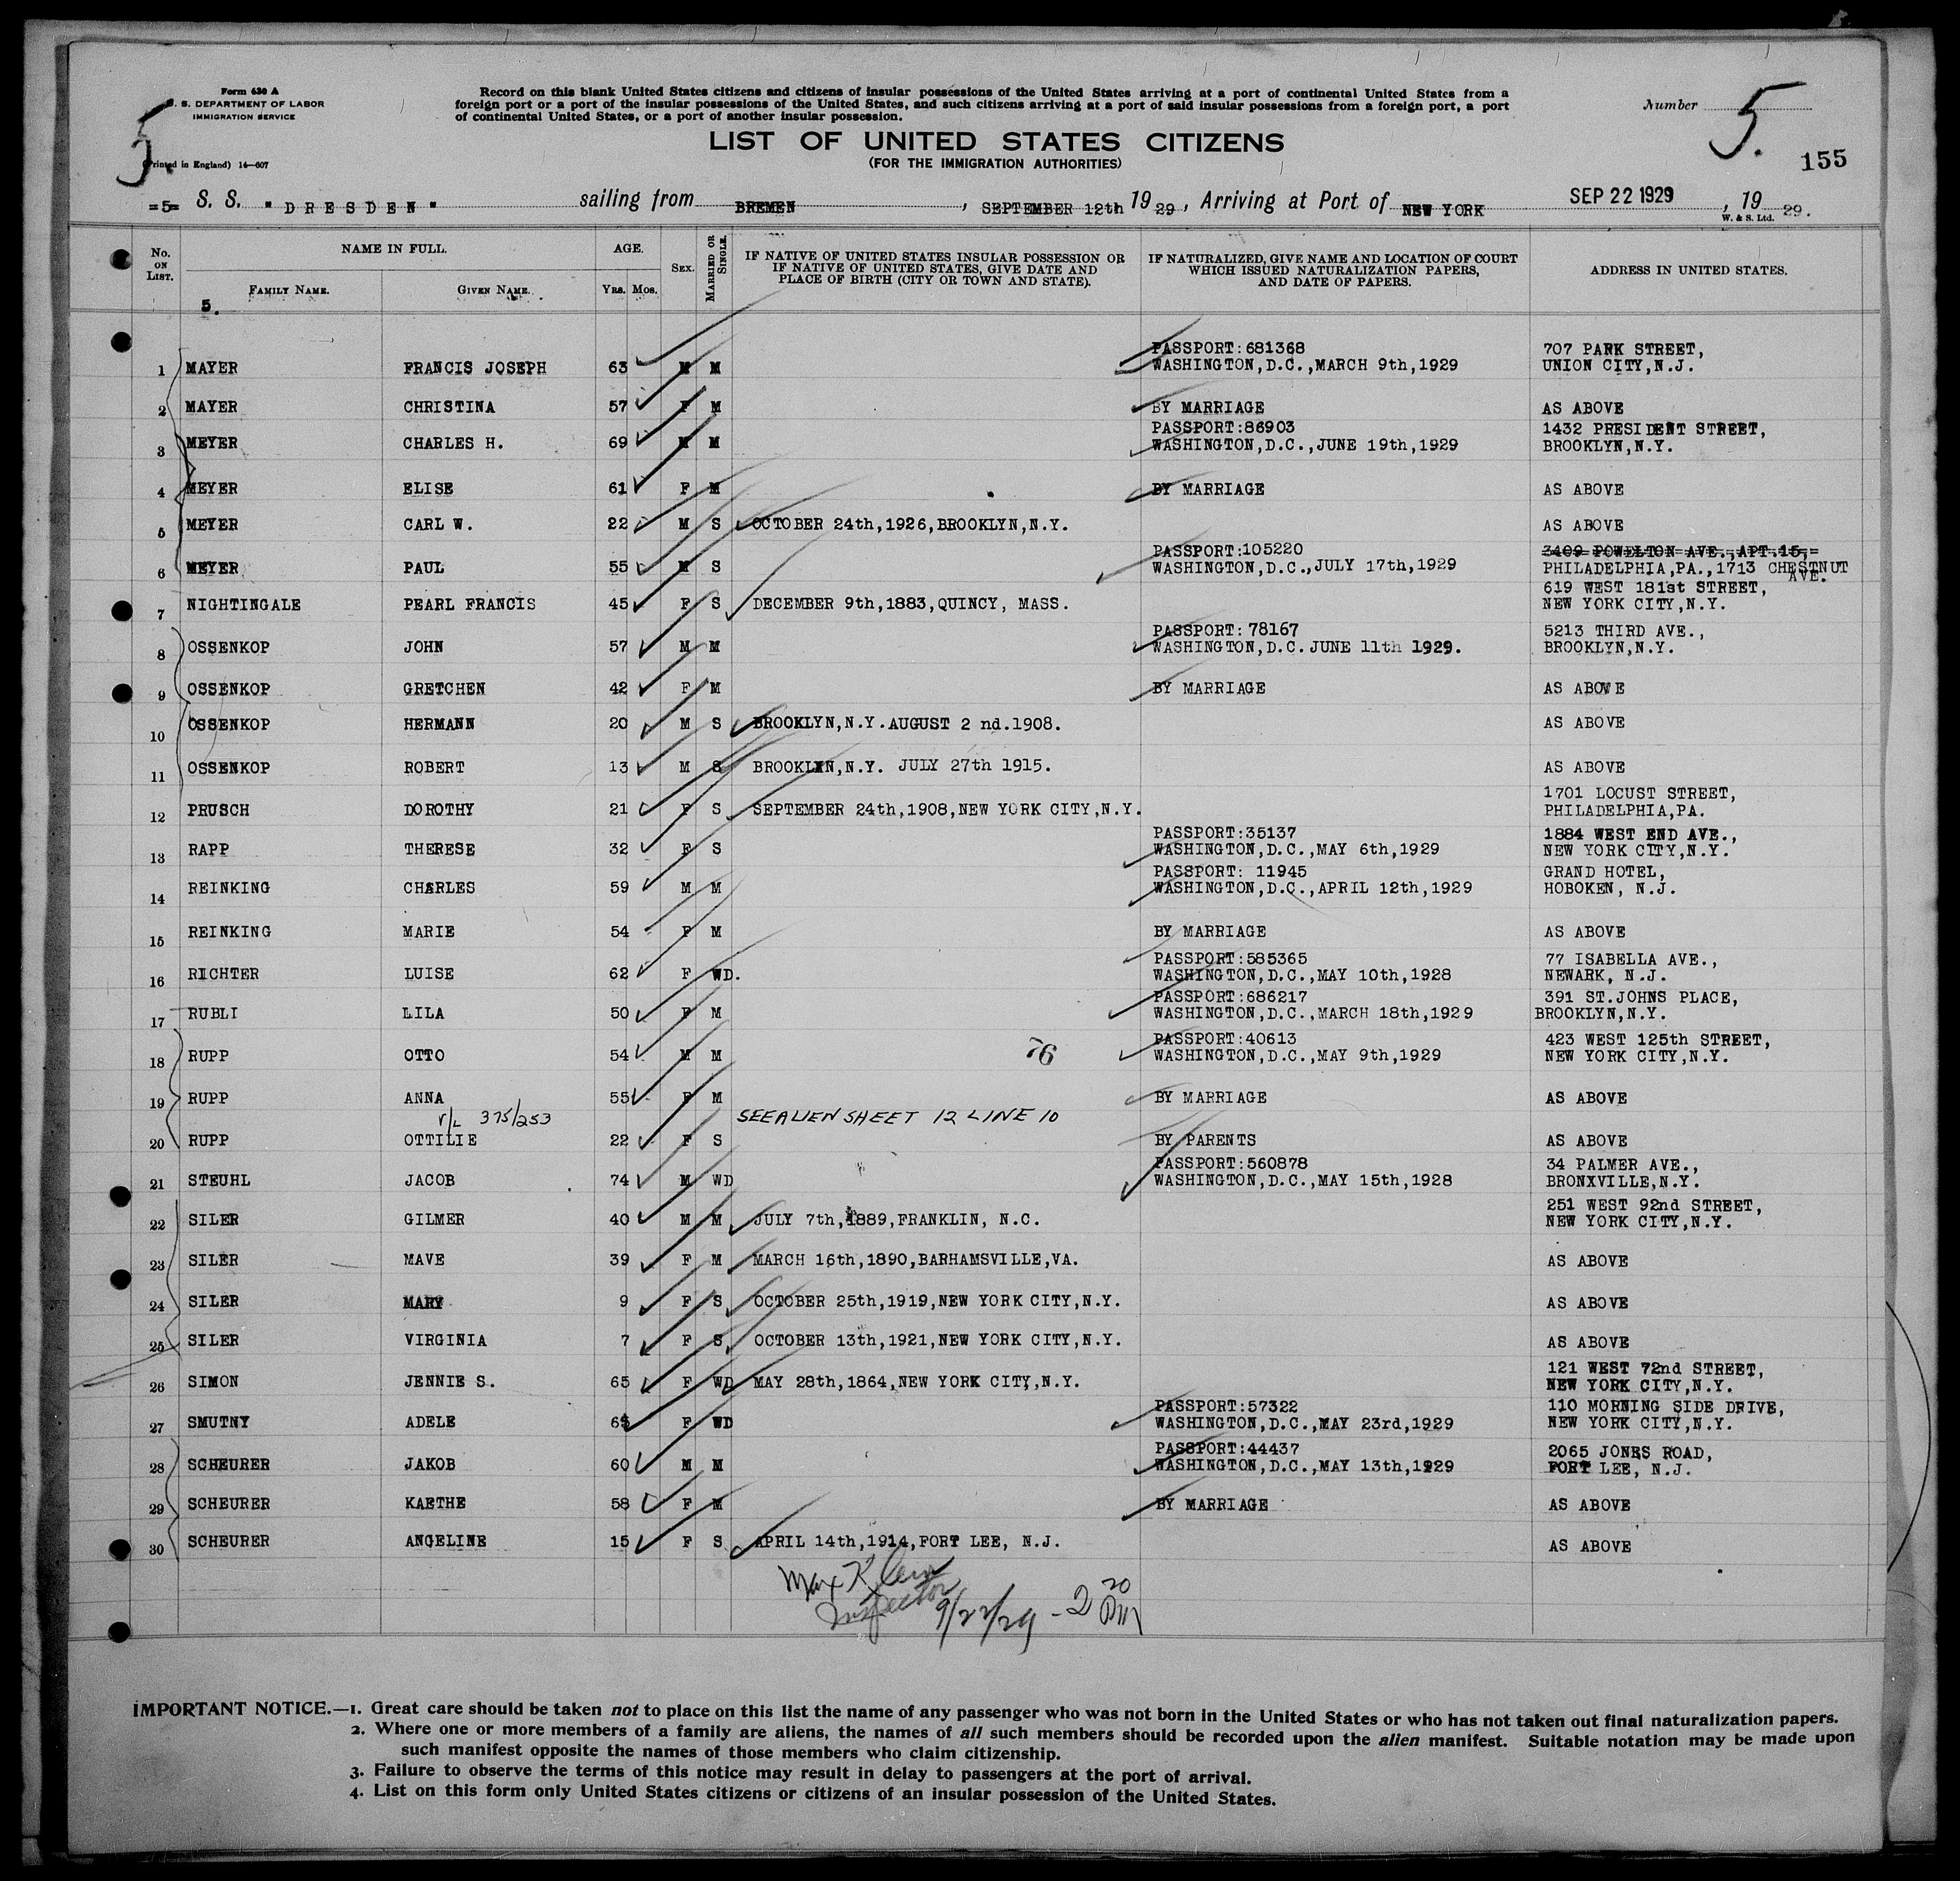 Form 630 A
U. S. DEPARTMENT OF LABOR
IMMIGRATION SERVICE
(Printed in England) 14—607
5.
Record on this blank United States citizens and citizens of insular possessions of the United States arriving at a port of continental United States from a
foreign port or a port of the insular possessions of the United States, and such citizens arriving at a port of said insular possessions from a foreign port, a port
of continental United States, or a port of another insular possession.
Number 5.
155
LIST OF UNITED STATES CITIZENS
(FOR THE IMMIGRATION AUTHORITIES)
=5= S. S. "DRESDEN" sailing from BREMEN, SEPTEMBER 12th 19 29, Arriving at Port of NEW YORK SEP 22 1929, 19 29.
W. & S. Ltd.
No. ON LIST. NAME IN FULL. FAMILY NAME. GIVEN NAME. AGE. YRS. MOS. SEX. MARRIED OR SINGLE. IF NATIVE OF UNITED STATES INSULAR POSSESSION OR IF NATIVE OF UNITED STATES, GIVE DATE AND PLACE OF BIRTH (CITY OR TOWN AND STATE). IF NATURALIZED, GIVE NAME AND LOCATION OF COURT WHICH ISSUED NATURALIZATION PAPERS, AND DATE OF PAPERS. ADDRESS IN UNITED STATES.
5.
PASSPORT:681368 707 PARK STREET,
1 MAYER FRANCIS JOSEPH 63 M M WASHINGTON,D.C.,MARCH 9th,1929 UNION CITY,N.J.
2 MAYER CHRISTINA 57 F M BY MARRIAGE AS ABOVE
PASSPORT:86903 1432 PRESIDENT STREET,
3 MEYER CHARLES H. 69 M M WASHINGTON,D.C.,JUNE 19th,1929 BROOKLYN,N.Y.
4 MEYER ELISE 61 F M BY MARRIAGE AS ABOVE
5 MEYER CARL W. 22 M S OCTOBER 24th,1926,BROOKLYN,N.Y. AS ABOVE
PASSPORT:105220 3409 POWELTON AVE.,APT.15,
6 MEYER PAUL 55 M S WASHINGTON,D.C.,JULY 17th,1929 PHILADELPHIA,PA.,1713 CHESTNUT AVE.
619 WEST 181st STREET,
7 NIGHTINGALE PEARL FRANCIS 45 F S DECEMBER 9th,1883,QUINCY, MASS. NEW YORK CITY,N.Y.
PASSPORT: 78167 5213 THIRD AVE.,
8 OSSENKOP JOHN 57 M M WASHINGTON,D.C. JUNE 11th 1929. BROOKLYN,N.Y.
9 OSSENKOP GRETCHEN 42 F M BY MARRIAGE AS ABOVE
10 OSSENKOP HERMANN 20 M S BROOKLYN,N.Y.AUGUST 2 nd.1908. AS ABOVE
11 OSSENKOP ROBERT 13 M S BROOKLYN,N.Y. JULY 27th 1915. AS ABOVE
1701 LOCUST STREET,
12 PRUSCH DOROTHY 21 F S SEPTEMBER 24th,1908,NEW YORK CITY,N.Y. PHILADELPHIA,PA.
PASSPORT:35137 1884 WEST END AVE.,
13 RAPP THERESE 32 F S WASHINGTON,D.C.,MAY 6th,1929 NEW YORK CITY,N.Y.
PASSPORT: 11945 GRAND HOTEL,
14 REINKING CHARLES 59 M M WASHINGTON,D.C.,APRIL 12th,1929 HOBOKEN, N.J.
15 REINKING MARIE 54 F M BY MARRIAGE AS ABOVE
PASSPORT:585365 77 ISABELLA AVE.,
16 RICHTER LUISE 62 F WD. WASHINGTON,D.C.,MAY 10th,1928 NEWARK, N.J.
PASSPORT:686217 391 ST.JOHNS PLACE,
17 RUBLI LILA 50 F M WASHINGTON,D.C.,MARCH 18th,1929 BROOKLYN,N.Y.
PASSPORT:40613 423 WEST 125th STREET,
18 RUPP OTTO 54 M M 76 WASHINGTON,D.C.,MAY 9th,1929 NEW YORK CITY,N.Y.
19 RUPP ANNA 55 F M BY MARRIAGE AS ABOVE
r/L 375/253 SEE ALIEN SHEET 12 LINE 10
20 RUPP OTTILIE 22 F S BY PARENTS AS ABOVE
PASSPORT:560878 34 PALMER AVE.,
21 STEUHL JACOB 74 M WD WASHINGTON,D.C.,MAY 15th,1928 BRONXVILLE,N.Y.
251 WEST 92nd STREET,
22 SILER GILMER 40 M M JULY 7th,1889,FRANKLIN, N.C. NEW YORK CITY,N.Y.
23 SILER MAVE 39 F M MARCH 16th,1890,BARHAMSVILLE,VA. AS ABOVE
24 SILER MARY 9 F S OCTOBER 25th,1919,NEW YORK CITY,N.Y. AS ABOVE
25 SILER VIRGINIA 7 F S OCTOBER 13th,1921,NEW YORK CITY,N.Y. AS ABOVE
121 WEST 72nd STREET,
26 SIMON JENNIE S. 65 F WD MAY 28th,1864,NEW YORK CITY,N.Y. NEW YORK CITY,N.Y.
PASSPORT:57322 110 MORNING SIDE DRIVE,
27 SMUTNY ADELE 65 F WD WASHINGTON,D.C.,MAY 23rd,1929 NEW YORK CITY,N.Y.
PASSPORT:44437 2065 JONES ROAD,
28 SCHEURER JAKOB 60 M M WASHINGTON,D.C.,MAY 13th,1929 FORT LEE, N.J.
29 SCHEURER KAETHE 58 F M BY MARRIAGE AS ABOVE
30 SCHEURER ANGELINE 15 F S APRIL 14th,1914,FORT LEE, N.J. AS ABOVE
Max Klein
Inspector 9/22/29 - 2 20 PM
IMPORTANT NOTICE.—1. Great care should be taken not to place on this list the name of any passenger who was not born in the United States or who has not taken out final naturalization papers.
2. Where one or more members of a family are aliens, the names of all such members should be recorded upon the alien manifest. Suitable notation may be made upon
such manifest opposite the names of those members who claim citizenship.
3. Failure to observe the terms of this notice may result in delay to passengers at the port of arrival.
4. List on this form only United States citizens or citizens of an insular possession of the United States.